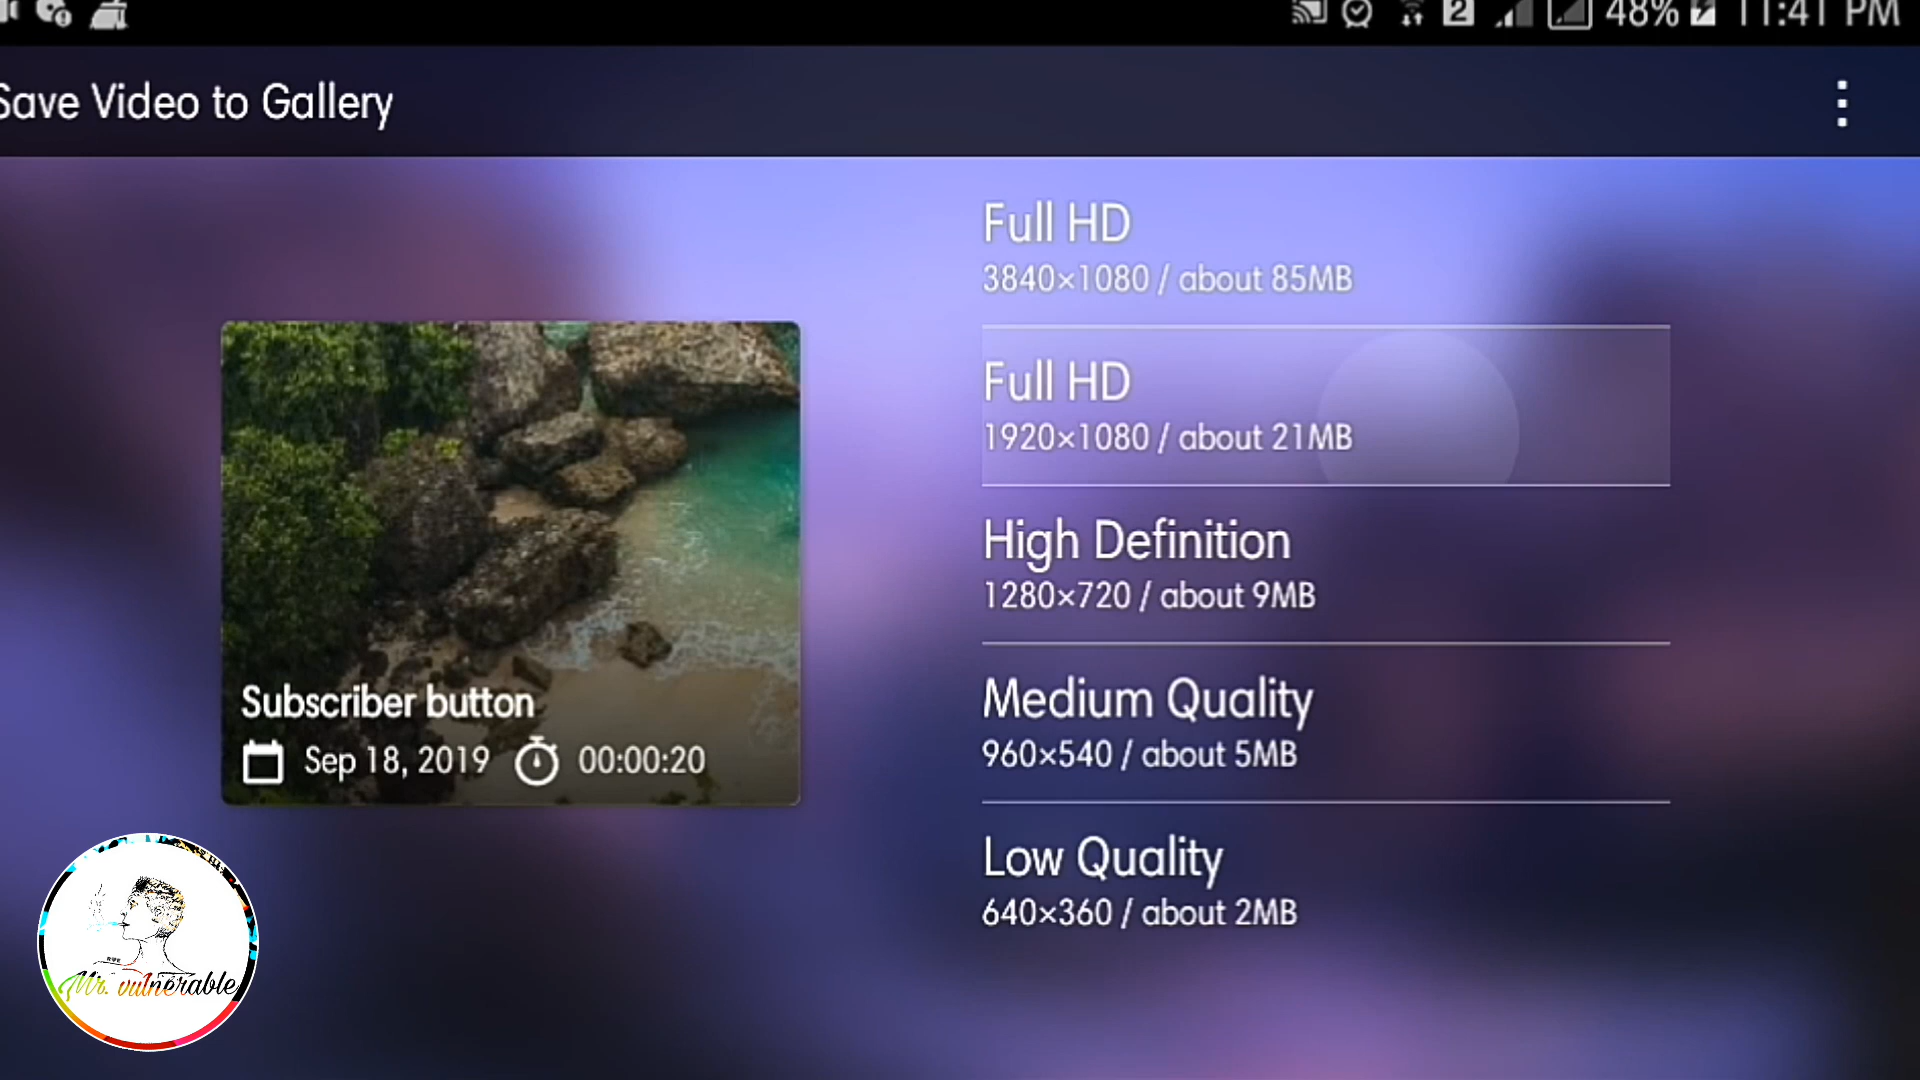 2 48% 11:41 PM
Save Video to Gallery
Full HD
3840×1080 / about 85MB
Full HD
1920×1080 / about 21MB
High Definition
1280×720 / about 9MB
Medium Quality
960×540 / about 5MB
Low Quality
640×360 / about 2MB
Subscriber button
Sep 18, 2019 00:00:20
Mr. vulnerable